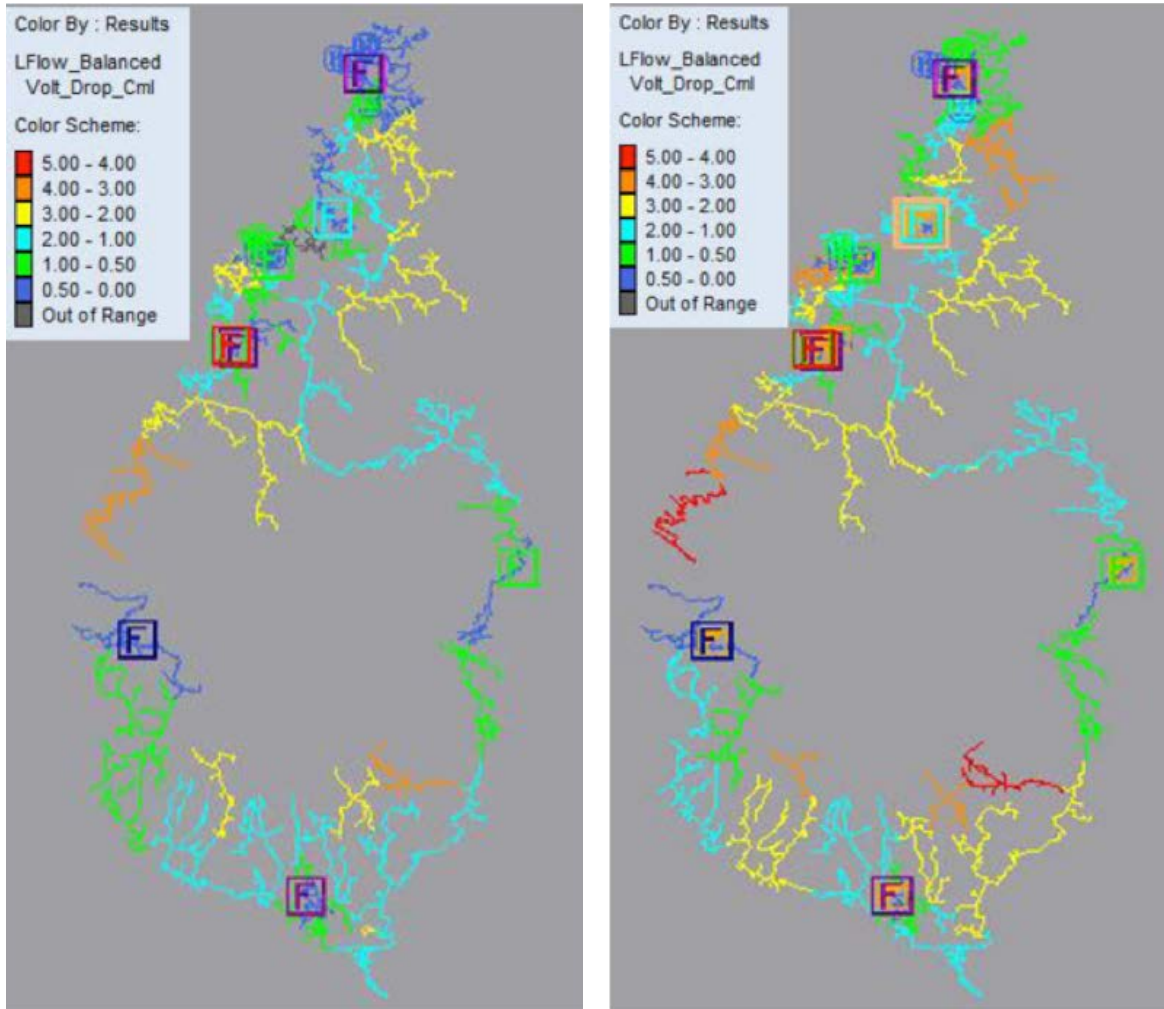 Color By : Results
LFlow_Balanced
Volt_Drop_Cml
Color Scheme:
5.00 - 4.00
4.00 - 3.00
3.00 - 2.00
2.00 - 1.00
1.00 - 0.50
0.50 - 0.00
Out of Range
F
F
F
F
Color By : Results
LFlow_Balanced
Volt_Drop_Cml
Color Scheme:
5.00 - 4.00
4.00 - 3.00
3.00 - 2.00
2.00 - 1.00
1.00 - 0.50
0.50 - 0.00
Out of Range
F
F
F
F